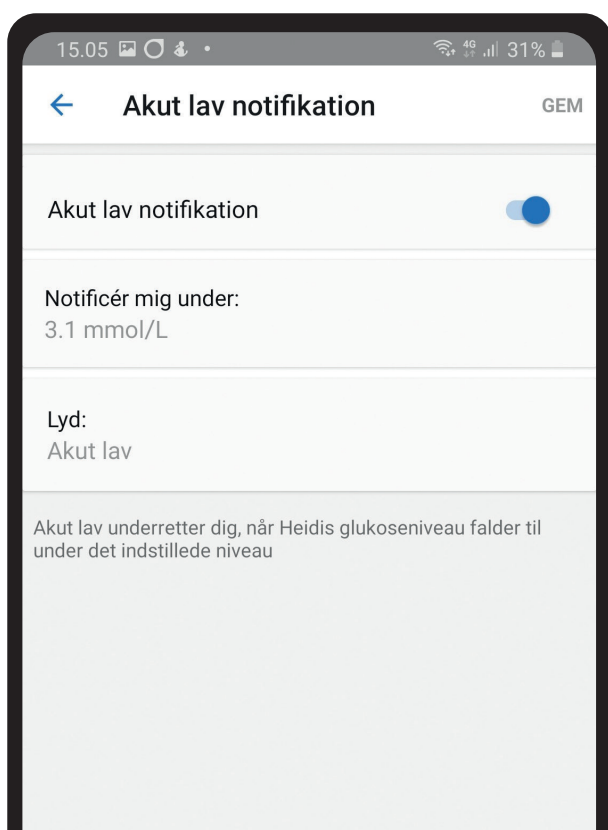 15.05 4G 31%
Akut lav notifikation GEM
Akut lav notifikation
Notificér mig under:
3.1 mmol/L
Lyd:
Akut lav
Akut lav underretter dig, når Heidis glukoseniveau falder til
under det indstillede niveau